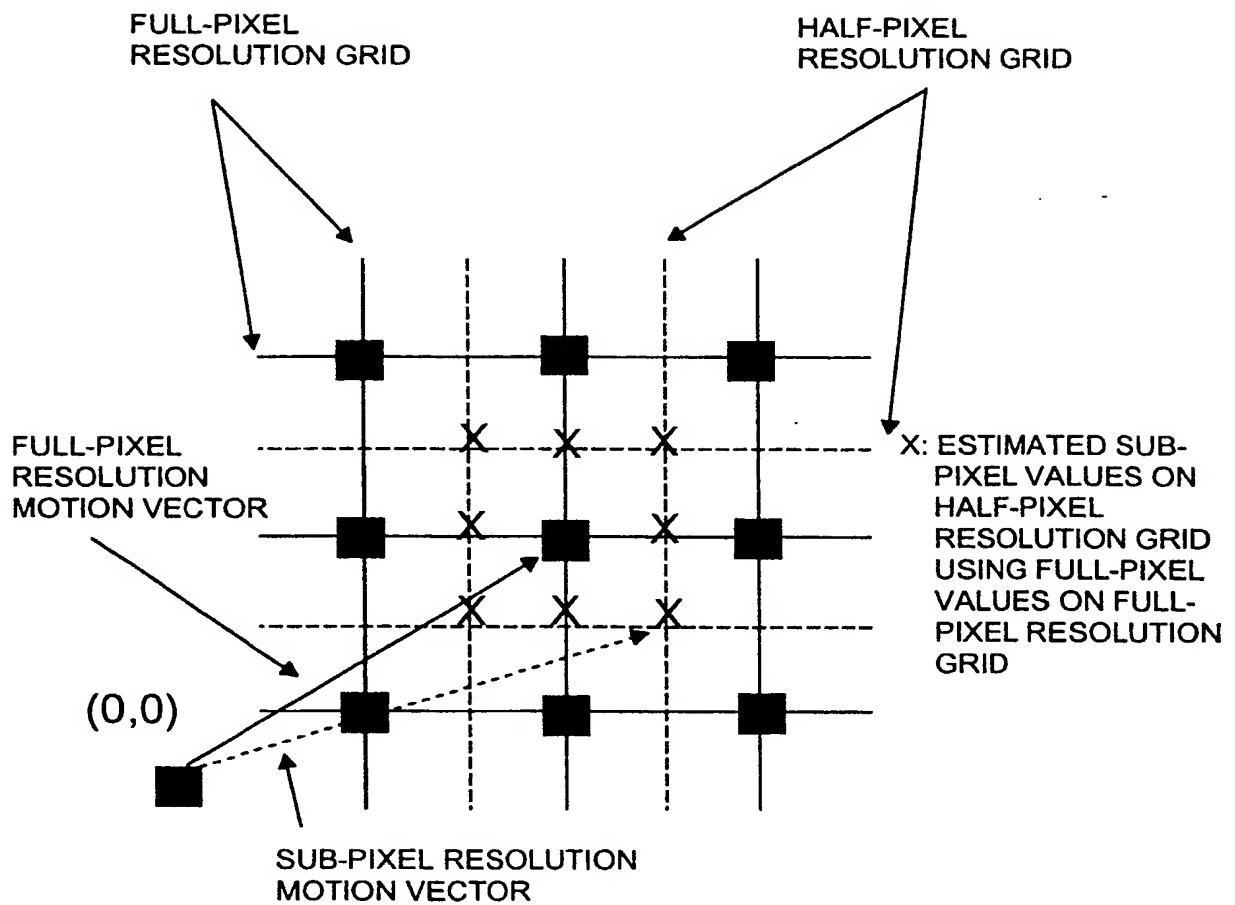 FULL-PIXEL
RESOLUTION GRID
HALF-PIXEL
RESOLUTION GRID
FULL-PIXEL
RESOLUTION
MOTION VECTOR
X X X
X X
X X X
X: ESTIMATED SUB-
PIXEL VALUES ON
HALF-PIXEL
RESOLUTION GRID
USING FULL-PIXEL
VALUES ON FULL-
PIXEL RESOLUTION
GRID
(0,0)
SUB-PIXEL RESOLUTION
MOTION VECTOR